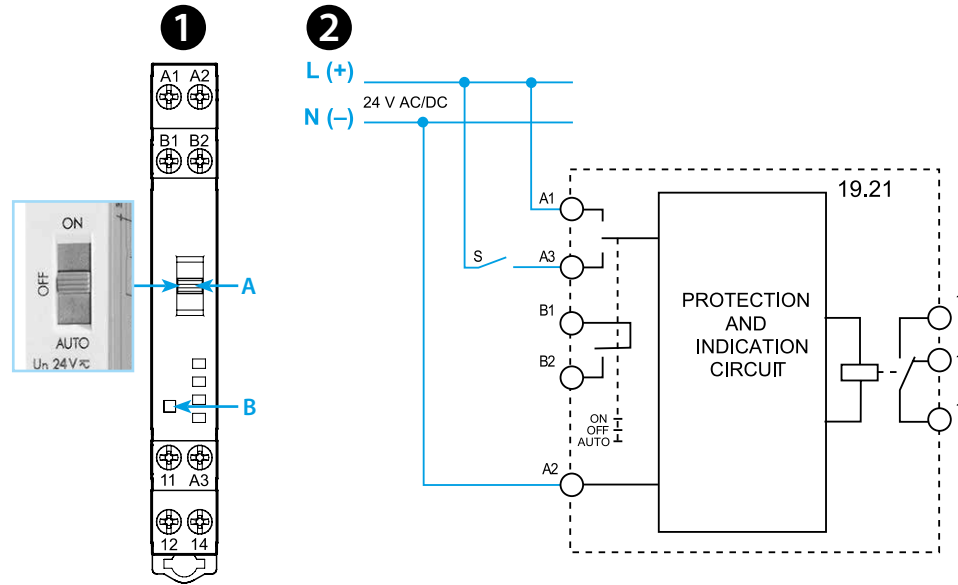 1
A1 A2
B1 B2
ON
OFF
AUTO
Un 24V
A
B
11 A3
12 14
2
L (+)
24 V AC/DC
N (–)
19.21
A1
S
A3
B1
B2
PROTECTION
AND
INDICATION
CIRCUIT
ON
OFF
AUTO
A2